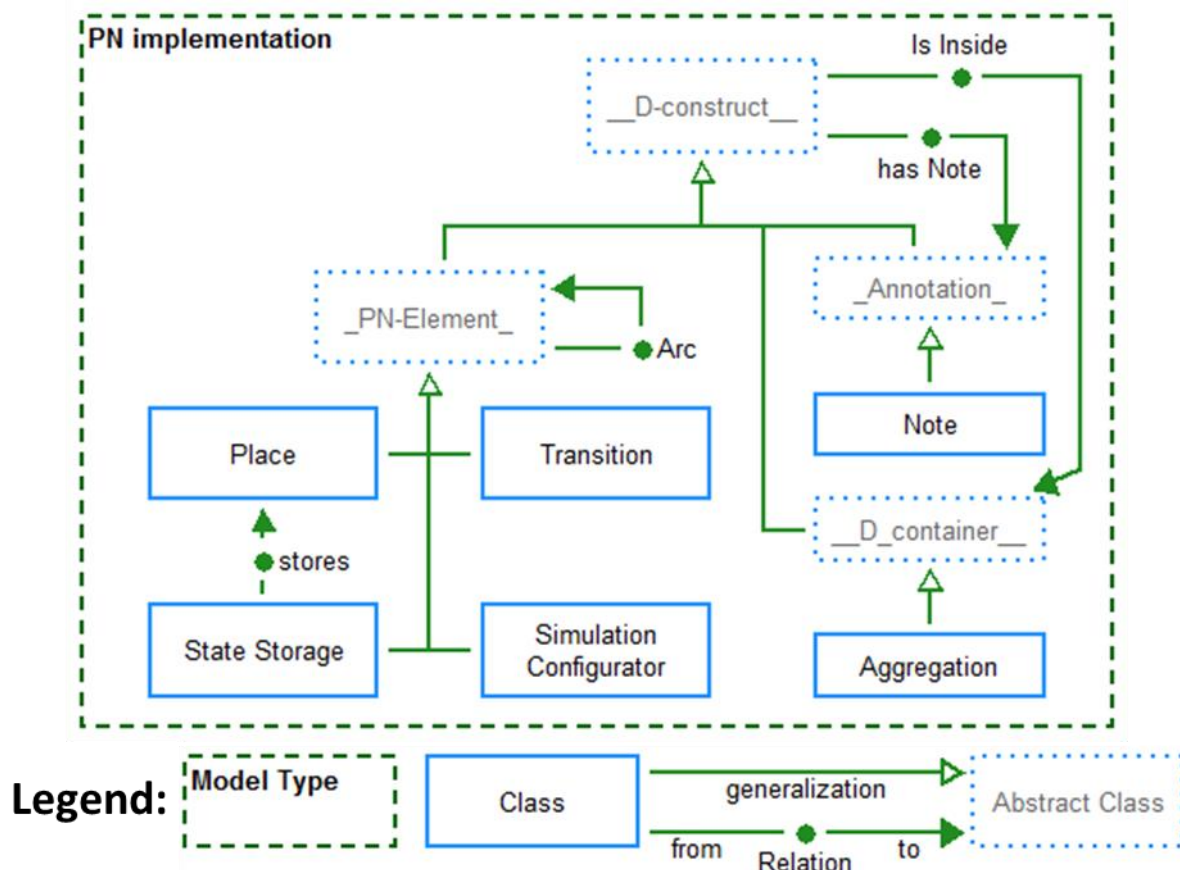 PN implementation
Is Inside
__D-construct__
has Note
_PN-Element_
_Annotation_
Arc
Place
Transition
Note
stores
__D_container__
State Storage
Simulation
Configurator
Aggregation
Legend:
Model Type
Class
generalization
Abstract Class
from
Relation
to